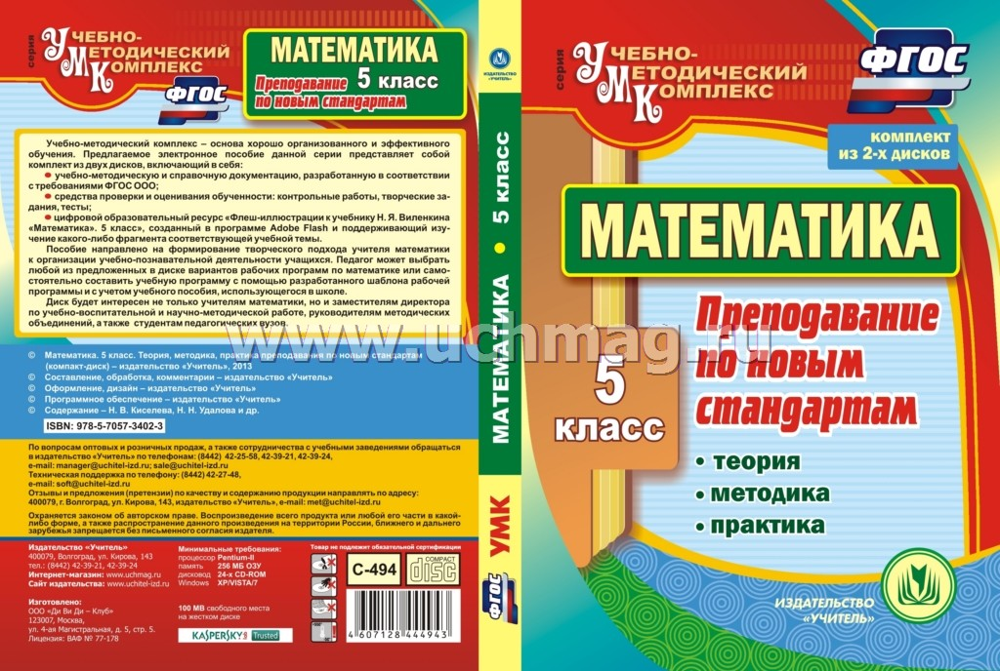 серия
УЧЕБНО-
МЕТОДИЧЕСКИЙ
КОМПЛЕКС
ФГОС
МАТЕМАТИКА
Преподавание
по новым стандартам
5 класс
Учебно-методический комплекс – основа хорошо организованного и эффективного
обучения. Предлагаемое электронное пособие данной серии представляет собой
комплект из двух дисков, включающий в себя:
● учебно-методическую и справочную документацию, разработанную в соответствии
с требованиями ФГОС ООО;
● средства проверки и оценивания обученности: контрольные работы, творческие за-
дания, тесты;
● цифровой образовательный ресурс «Флеш-иллюстрации к учебнику Н. Я. Виленкина
«Математика. 5 класс», созданный в программе Adobe Flash и поддерживающий изу-
чение какого-либо фрагмента соответствующей учебной темы.
Пособие направлено на формирование творческого подхода учителя математики
к организации учебно-познавательной деятельности учащихся. Педагог может выбрать
любой из предложенных в диске вариантов рабочих программ по математике или само-
стоятельно составить учебную программу с помощью разработанного шаблона рабочей
программы и с учетом учебного пособия, использующегося в школе.
Диск будет интересен не только учителям математики, но и заместителям директора
по учебно-воспитательной и научно-методической работе, руководителям методических
объединений, а также студентам педагогических вузов.
© Математика. 5 класс. Теория, методика, практика преподавания по новым стандартам
(компакт-диск) – издательство «Учитель», 2013
© Составление, обработка, комментарии – издательство «Учитель»
© Оформление, дизайн – издательство «Учитель»
© Программное обеспечение – издательство «Учитель»
© Содержание – Н. В. Киселева, Н. Н. Удалова и др.
ISBN: 978-5-7057-3402-3
По вопросам оптовых и розничных продаж, а также сотрудничества с учебными заведениями обращаться
в издательство «Учитель» по телефонам: (8442) 42-25-58, 42-39-21, 42-39-24,
e-mail: manager@uchitel-izd.ru; sale@uchitel-izd.ru
Техническая поддержка по телефону: (8442) 42-27-48,
e-mail: soft@uchitel-izd.ru
Отзывы и предложения (претензии) по качеству и содержанию продукции направлять по адресу:
400079, г. Волгоград, ул. Кирова, 143, издательство «Учитель», e-mail: met@uchitel-izd.ru
Охраняется законом об авторском праве. Воспроизведение всего продукта или любой его части в какой-
либо форме, а также распространение данного произведения на территории России, ближнего и дальнего
зарубежья запрещается без письменного согласия издателя.
Издательство «Учитель»
400079, Волгоград, ул. Кирова, 143
тел.: (8442) 42-39-21, 42-39-24
Интернет-магазин: www.uchmag.ru
Сайт издательства: www.uchitel-izd.ru
Изготовлено:
ООО «Ди Ви Ди – Клуб»
123007, Москва,
ул. 4-ая Магистральная, д. 5, стр. 5.
Лицензия: ВАФ № 77-178
Минимальные требования:
процессор Pentium-II
память 256 МБ ОЗУ
дисковод 24-x CD-ROM
Windows XP/VISTA/7
100 МВ свободного места
на жестком диске
KASPERSKY lab Trusted
Товар не подлежит обязательной сертификации
С-494
COMPACT
disc
4 607128 444943
ИЗДАТЕЛЬСТВО
«УЧИТЕЛЬ»
УМК МАТЕМАТИКА • 5 класс
ФГОС
серия
УЧЕБНО-
МЕТОДИЧЕСКИЙ
КОМПЛЕКС
ФГОС
комплект
из 2-х дисков
МАТЕМАТИКА
Преподавание
по новым
стандартам
5
класс
• теория
• методика
• практика
ИЗДАТЕЛЬСТВО
«УЧИТЕЛЬ»
www.uchmag.ru